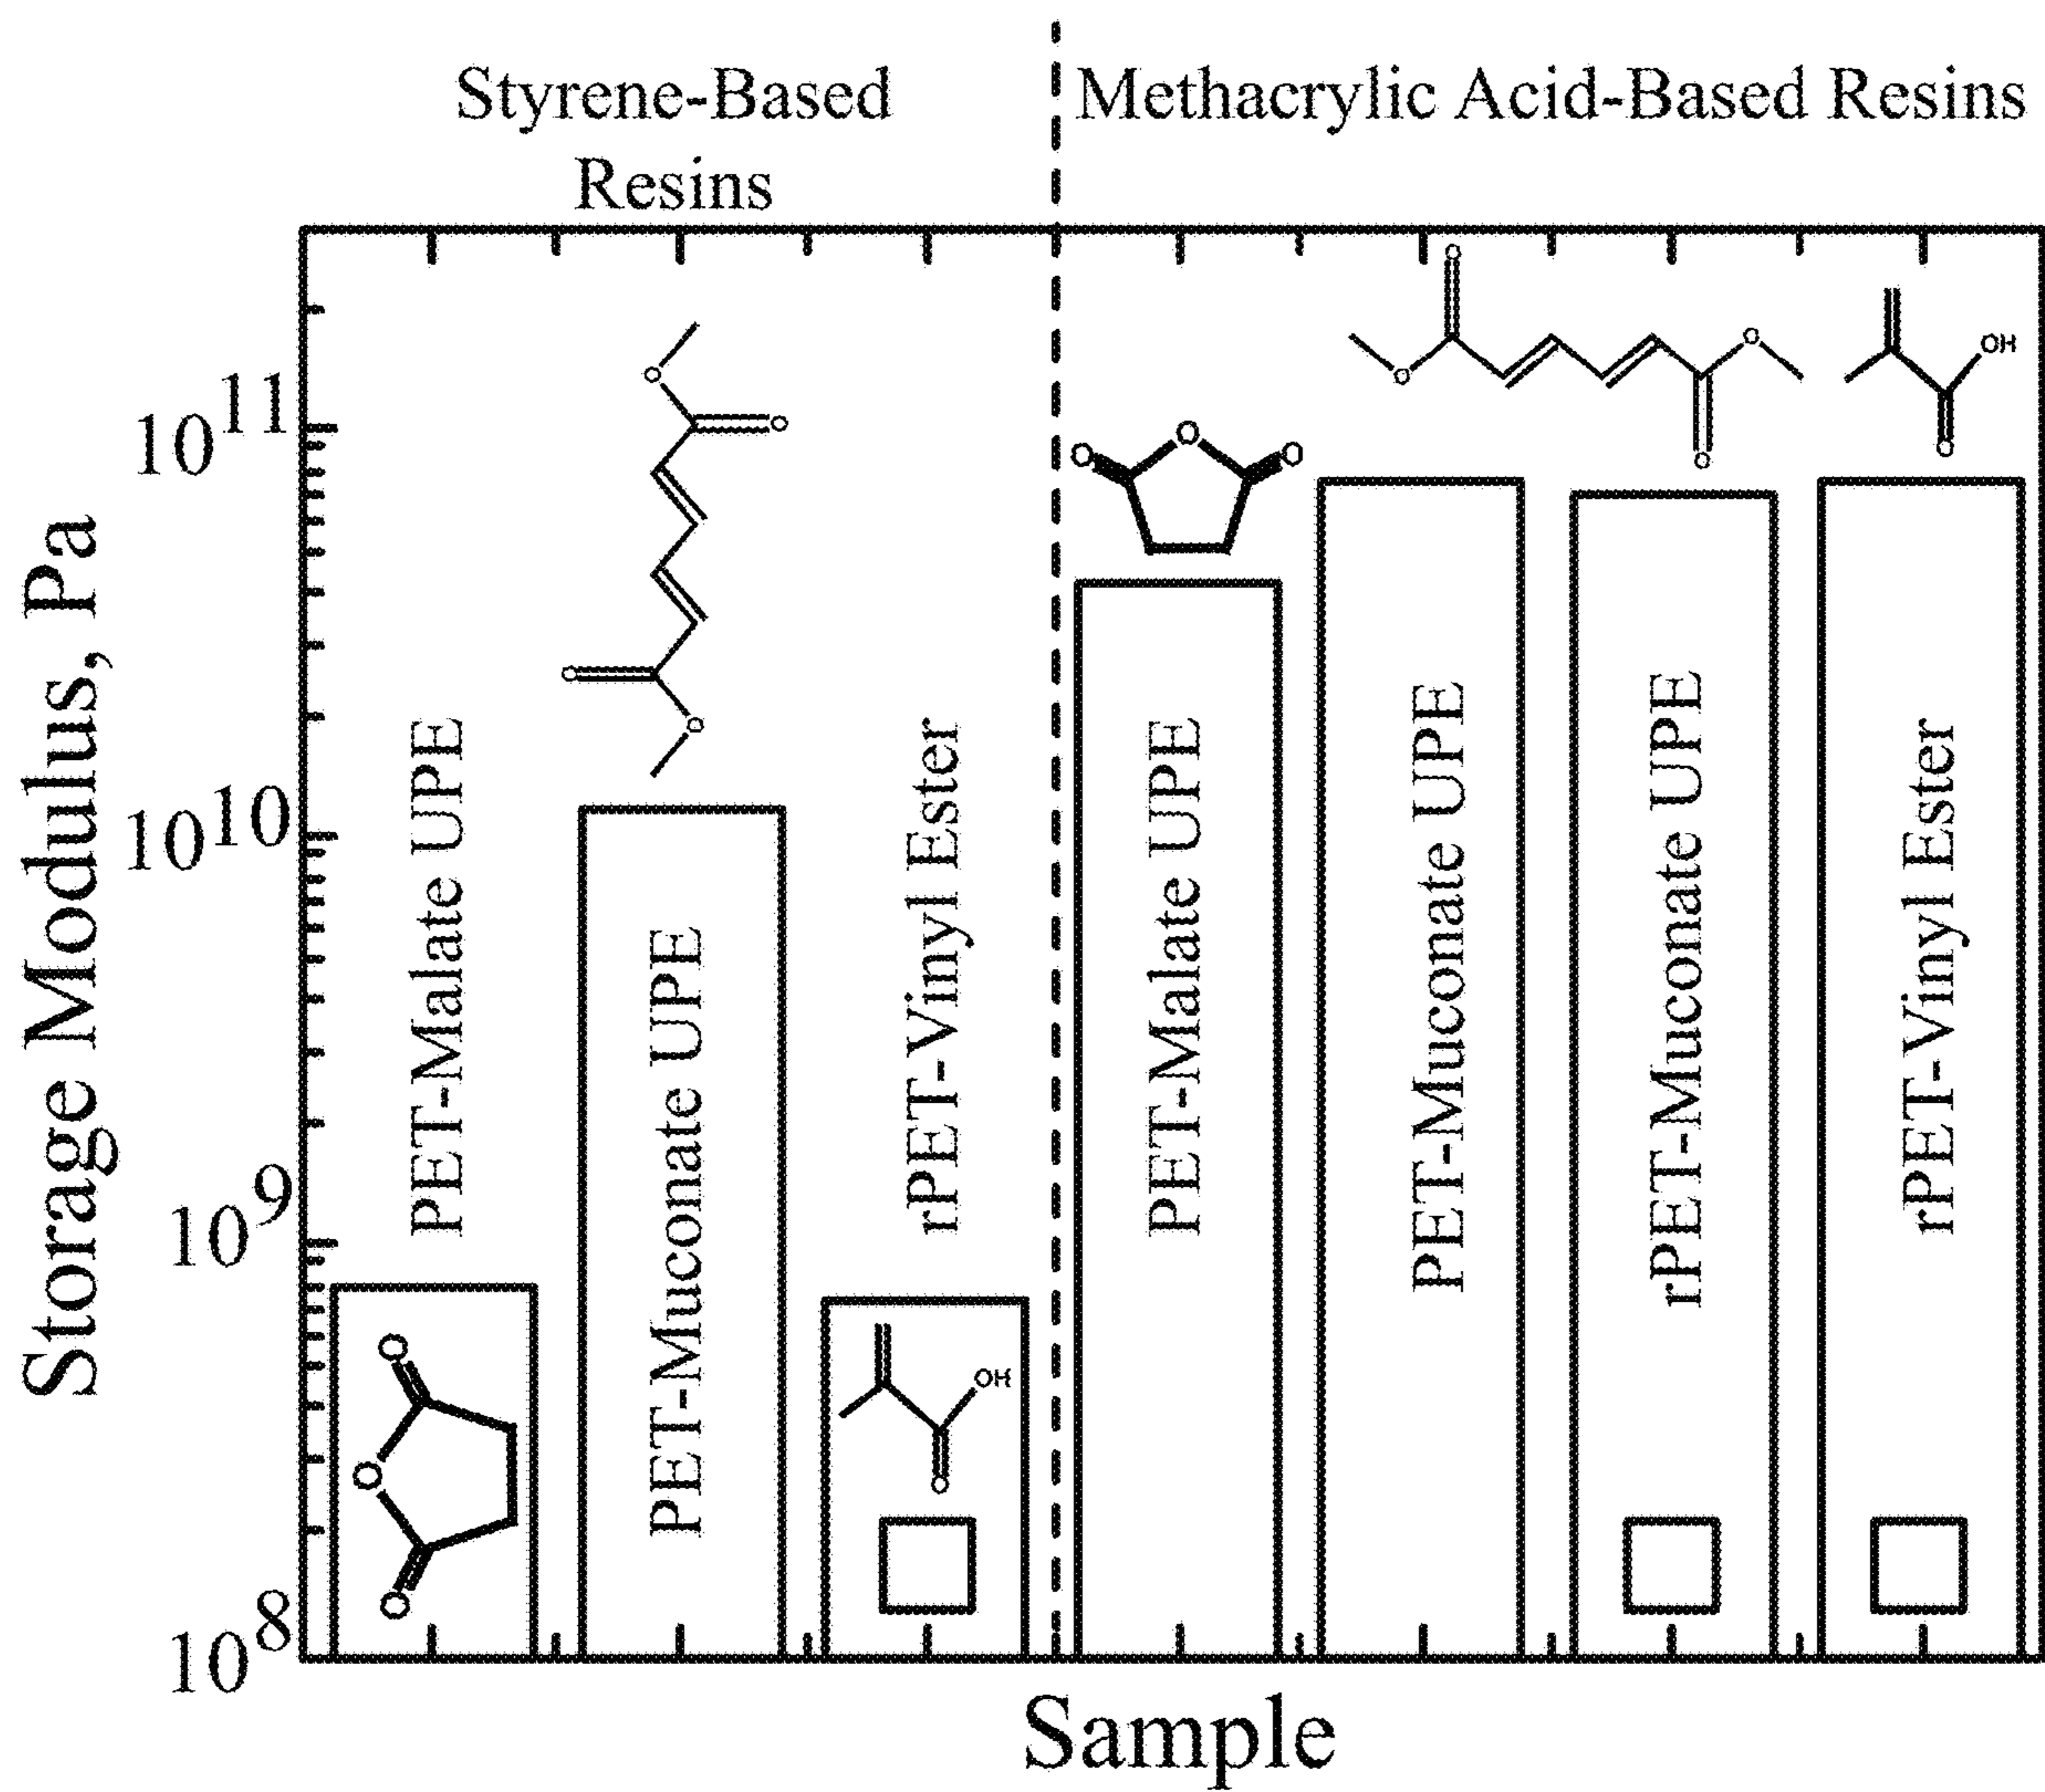 Styrene-Based
Resins
Methacrylic Acid-Based Resins
Storage Modulus, Pa
10^11
10^10
10^9
10^8
PET-Malate UPE
PET-Muconate UPE
rPET-Vinyl Ester
PET-Malate UPE
PET-Muconate UPE
rPET-Muconate UPE
rPET-Vinyl Ester
O
O
O
O
O
O
O
OH
O
O
O
O
O
O
O
O
OH
O
Sample